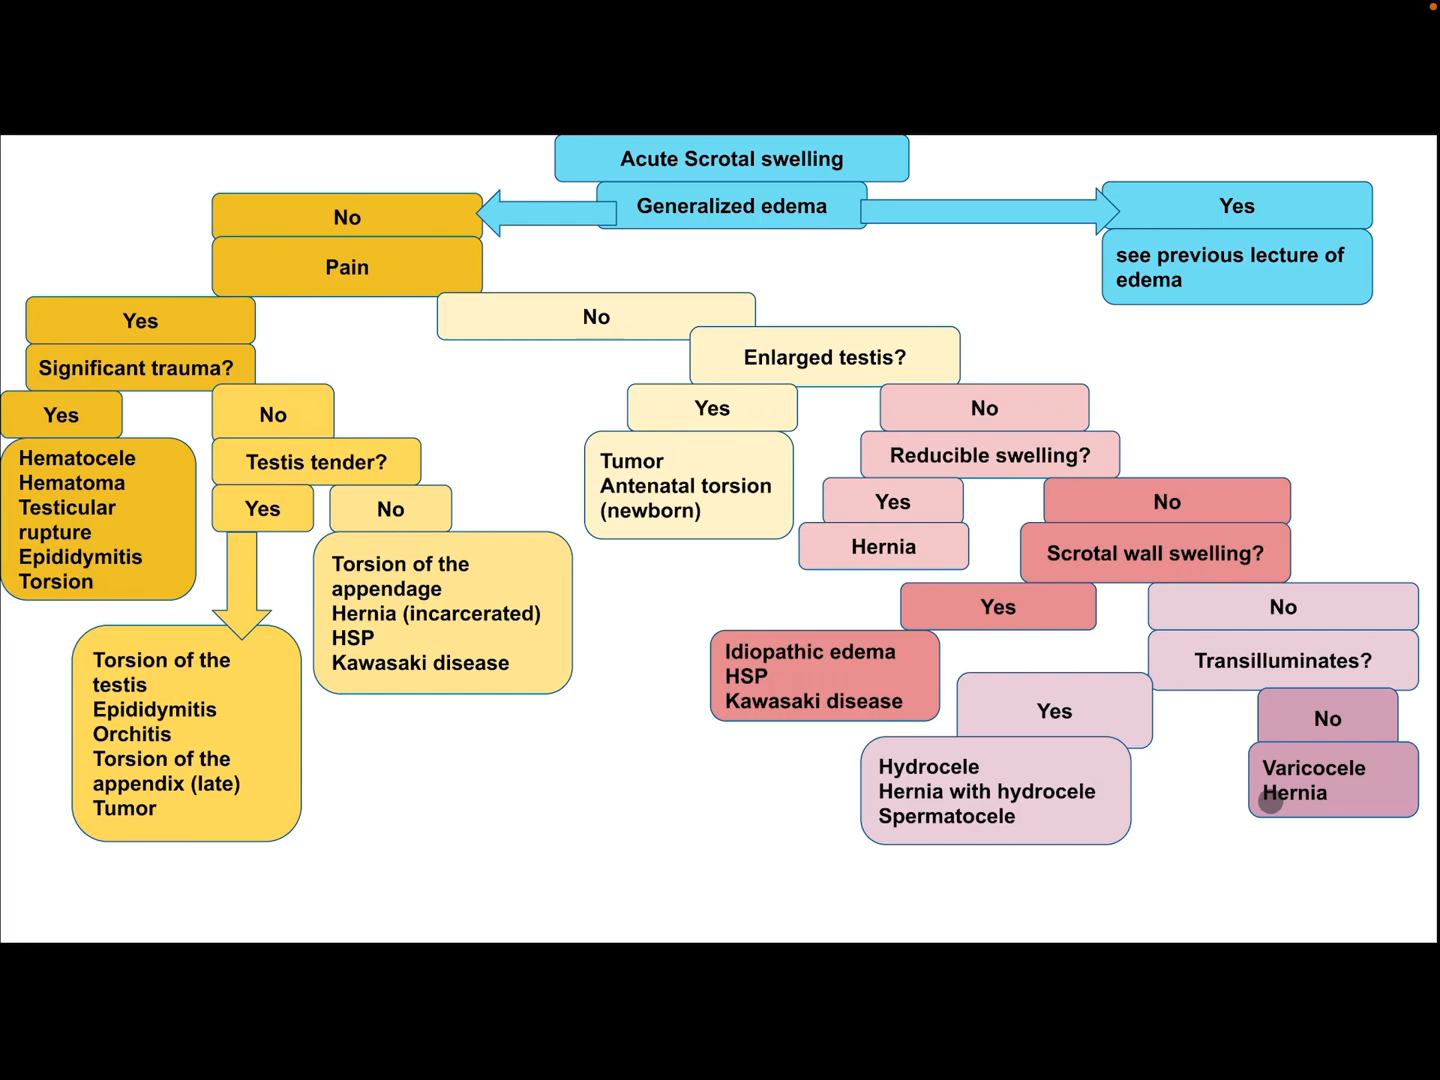 Acute Scrotal swelling
Generalized edema
No
Pain
Yes
see previous lecture of
edema
Yes
Significant trauma?
Yes
Hematocele
Hematoma
Testicular
rupture
Epididymitis
Torsion
No
Testis tender?
Yes
Torsion of the
testis
Epididymitis
Orchitis
Torsion of the
appendix (late)
Tumor
No
Torsion of the
appendage
Hernia (incarcerated)
HSP
Kawasaki disease
No
Enlarged testis?
Yes
Tumor
Antenatal torsion
(newborn)
No
Reducible swelling?
Yes
Hernia
No
Scrotal wall swelling?
Yes
Idiopathic edema
HSP
Kawasaki disease
No
Transilluminates?
Yes
Hydrocele
Hernia with hydrocele
Spermatocele
No
Varicocele
Hernia